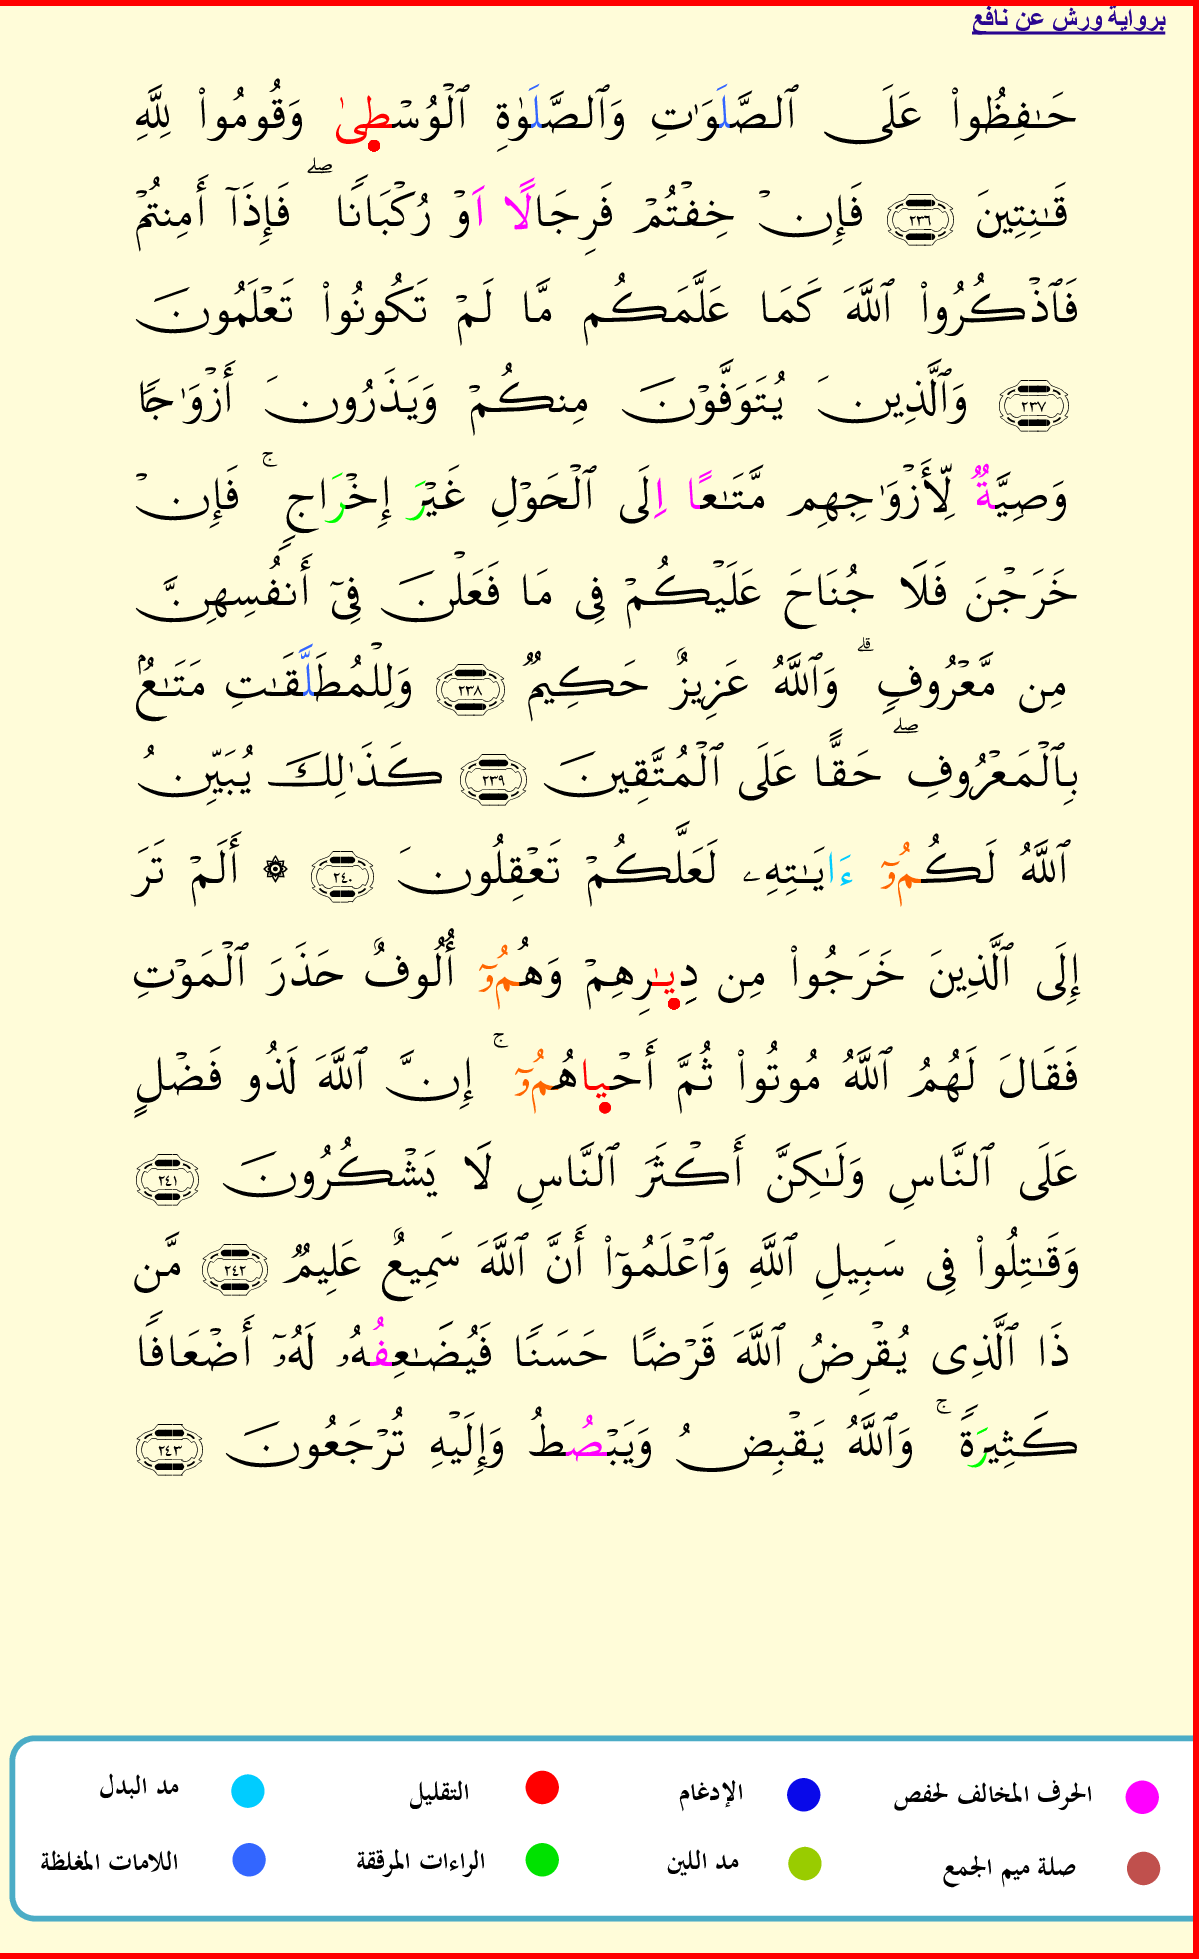 برواية ورش عن نافع
حَـٰفِظُواْ عَلَى ٱلصَّلَوَٰتِ وَٱلصَّلَوٰةِ ٱلْوُسْطىٰ وَقُومُواْ لِلَّهِ
قَـٰنِتِينَ ٢٣٦ فَإِنْ خِفْتُمْ فَرِجَالًا اَوْ رُكْبَانًا ۖ فَإِذَآ أَمِنتُمْ
فَٱذْكُرُواْ ٱللَّهَ كَمَا عَلَّمَكُم مَّا لَمْ تَكُونُواْ تَعْلَمُونَ
٢٣٧ وَٱلَّذِينَ يُتَوَفَّوْنَ مِنكُمْ وَيَذَرُونَ أَزْوَٰجًا
وَصِيَّةٌ لِّأَزْوَٰجِهِم مَّتَـٰعًا اِلَى ٱلْحَوْلِ غَيْرَ إِخْرَاجٍ ۚ فَإِنْ
خَرَجْنَ فَلَا جُنَاحَ عَلَيْكُمْ فِى مَا فَعَلْنَ فِىٓ أَنفُسِهِنَّ
مِن مَّعْرُوفٍ ۗ وَٱللَّهُ عَزِيزٌ حَكِيمٌ ٢٣٨ وَلِلْمُطَلَّقَـٰتِ مَتَـٰعٌۢ
بِٱلْمَعْرُوفِ ۖ حَقًّا عَلَى ٱلْمُتَّقِينَ ٢٣٩ كَذَٰلِكَ يُبَيِّنُ
ٱللَّهُ لَكُمُۥٓ ءَايَـٰتِهِۦ لَعَلَّكُمْ تَعْقِلُونَ ٢٤٠ ۞ أَلَمْ تَرَ
إِلَى ٱلَّذِينَ خَرَجُواْ مِن دِيـٰرِهِمْ وَهُمُۥٓ أُلُوفٌ حَذَرَ ٱلْمَوْتِ
فَقَالَ لَهُمُ ٱللَّهُ مُوتُواْ ثُمَّ أَحْياهُمُۥٓ ۚ إِنَّ ٱللَّهَ لَذُو فَضْلٍ
عَلَى ٱلنَّاسِ وَلَـٰكِنَّ أَكْثَرَ ٱلنَّاسِ لَا يَشْكُرُونَ ٢٤١
وَقَـٰتِلُواْ فِى سَبِيلِ ٱللَّهِ وَٱعْلَمُوٓاْ أَنَّ ٱللَّهَ سَمِيعٌ عَلِيمٌ ٢٤٢ مَّن
ذَا ٱلَّذِى يُقْرِضُ ٱللَّهَ قَرْضًا حَسَنًا فَيُضَـٰعِفُهُۥ لَهُۥٓ أَضْعَافًا
كَثِيرَةً ۚ وَٱللَّهُ يَقْبِضُ وَيَبْصُطُ وَإِلَيْهِ تُرْجَعُونَ ٢٤٣
الحرف المخالف لحفص الإدغام التقليل مد البدل
صلة ميم الجمع مد اللين الراءات المرققة اللامات المغلظة